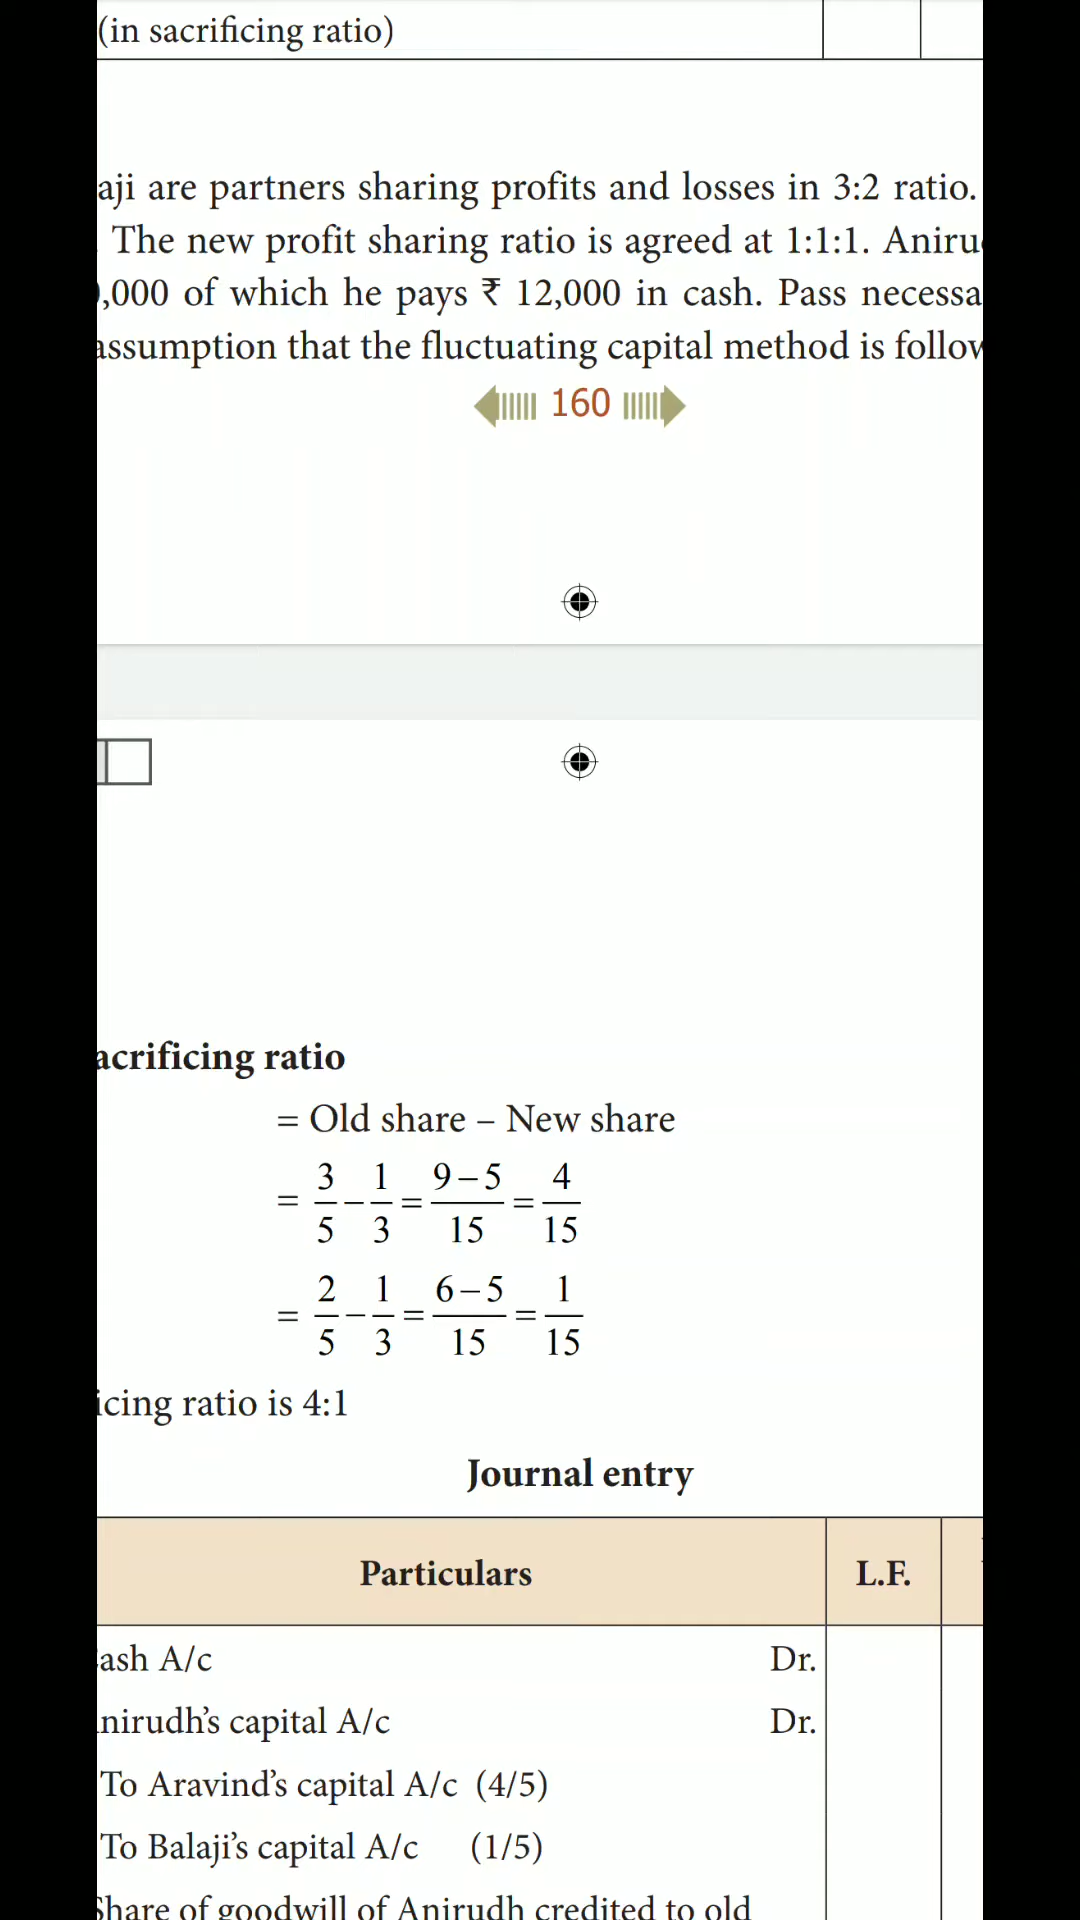 (in sacrificing ratio)
aji are partners sharing profits and losses in 3:2 ratio.
. The new profit sharing ratio is agreed at 1:1:1. Aniru
,000 of which he pays ₹ 12,000 in cash. Pass necessa
assumption that the fluctuating capital method is follow
160
acrificing ratio
= Old share – New share
= 3/5 − 1/3 = 9−5/15 = 4/15
= 2/5 − 1/3 = 6−5/15 = 1/15
icing ratio is 4:1
Journal entry
Particulars L.F.
ash A/c Dr.
nirudh's capital A/c Dr.
To Aravind's capital A/c (4/5)
To Balaji's capital A/c (1/5)
Share of goodwill of Anirudh credited to old